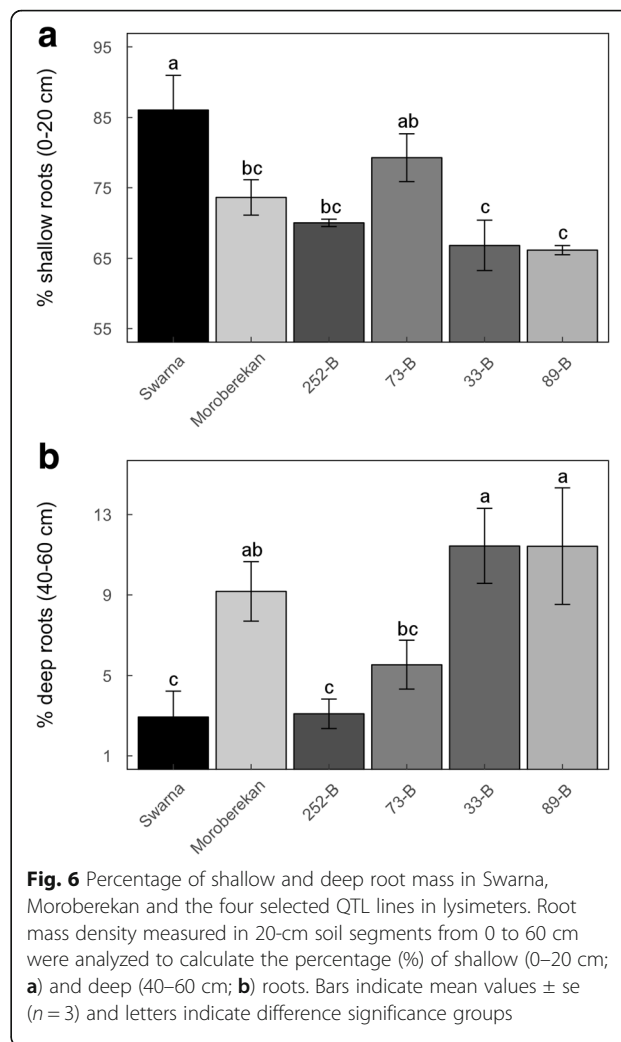 a
% shallow roots (0-20 cm)
95
85
75
65
55
a
bc
bc
ab
c
c
Swarna
Moroberekan
252-B
73-B
33-B
89-B
b
% deep roots (40-60 cm)
13
9
5
1
c
ab
c
bc
a
a
Swarna
Moroberekan
252-B
73-B
33-B
89-B
Fig. 6 Percentage of shallow and deep root mass in Swarna,
Moroberekan and the four selected QTL lines in lysimeters. Root
mass density measured in 20-cm soil segments from 0 to 60 cm
were analyzed to calculate the percentage (%) of shallow (0–20 cm;
a) and deep (40–60 cm; b) roots. Bars indicate mean values ± se
(n = 3) and letters indicate difference significance groups